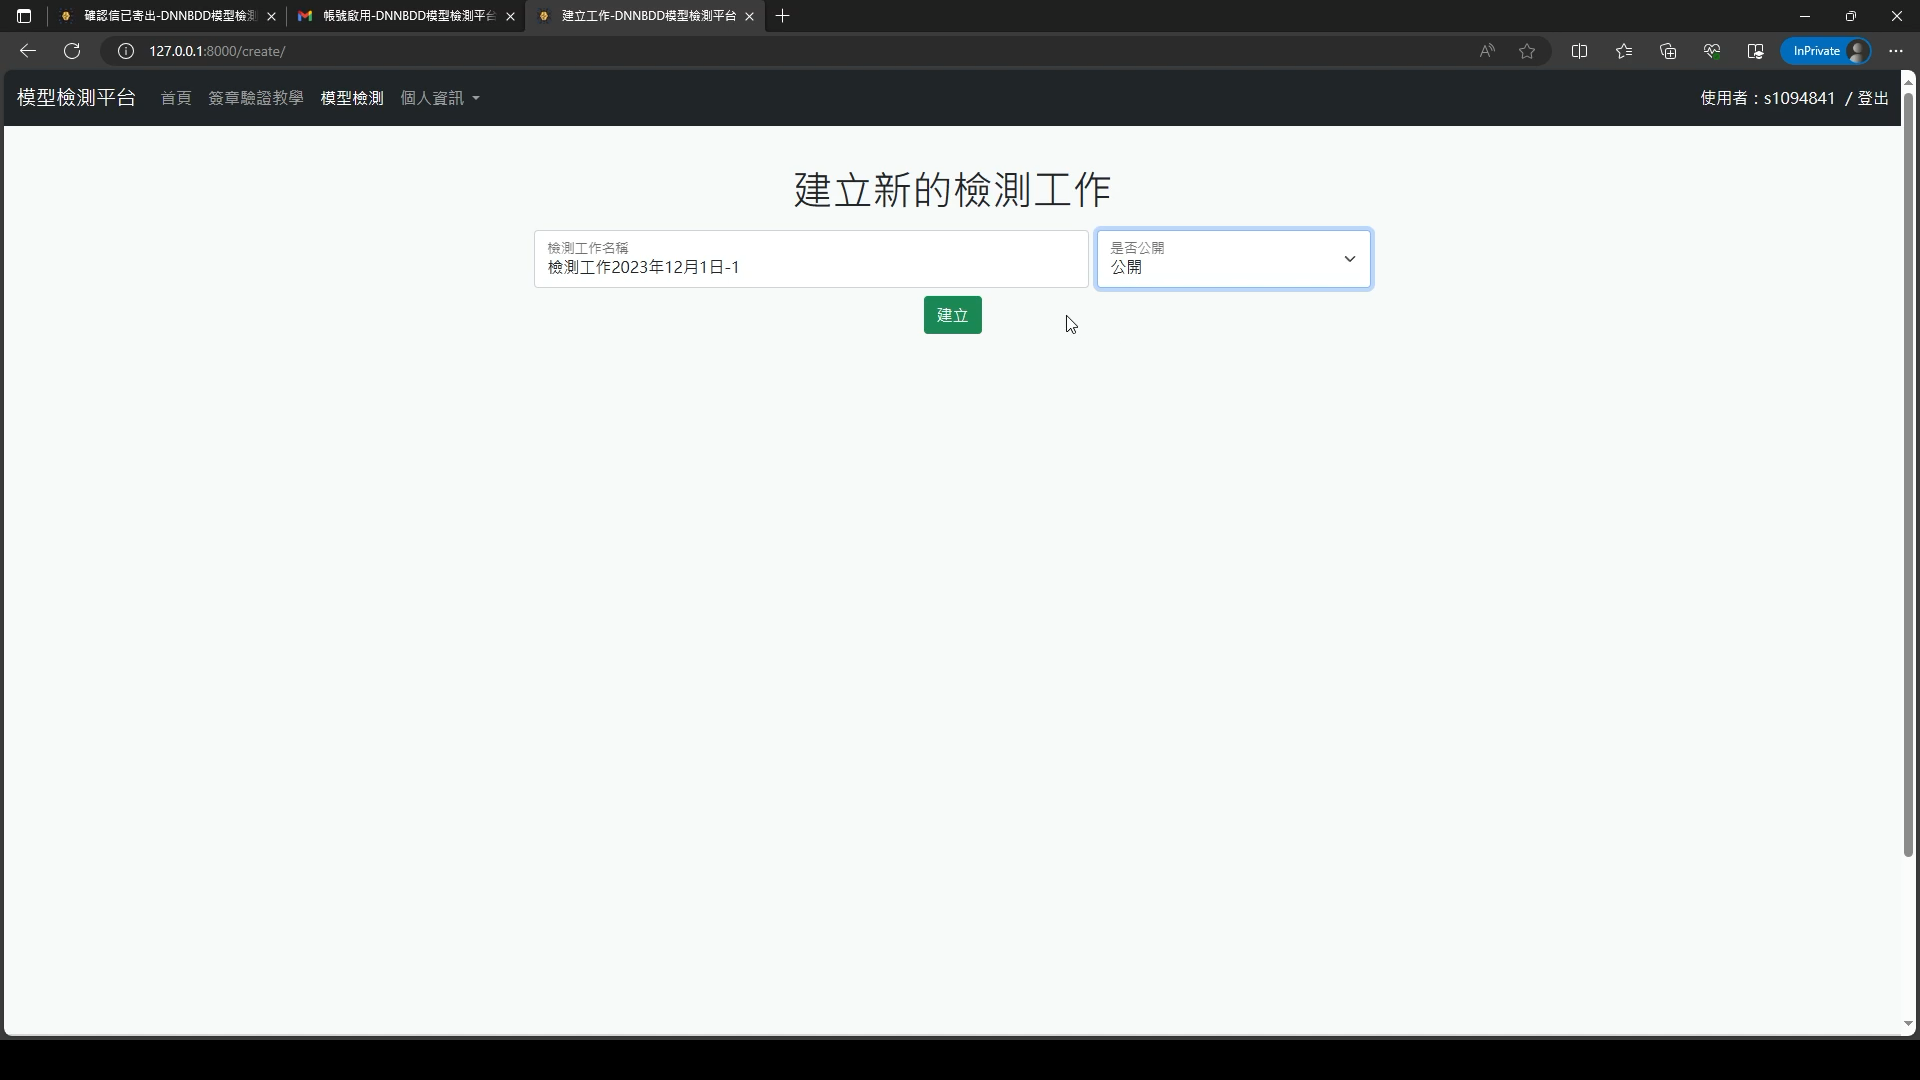 確認信已寄出-DNNBDD模型檢測
帳號啟用-DNNBDD模型檢測平台
建立工作-DNNBDD模型檢測平台
127.0.0.1:8000/create/
InPrivate
模型檢測平台
首頁
簽章驗證教學
模型檢測
個人資訊
使用者：s1094841 / 登出
建立新的檢測工作
檢測工作名稱
檢測工作2023年12月1日-1
是否公開
公開
建立